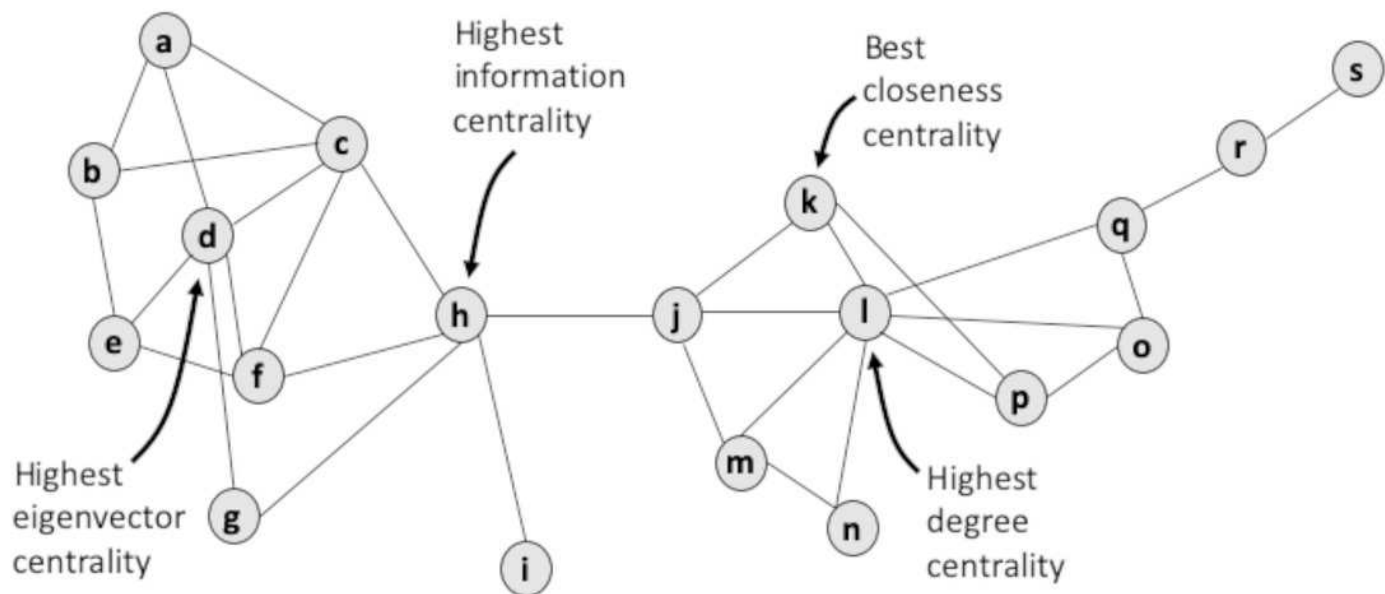 a
Highest
information
centrality
Best
closeness
centrality
s
b
c
r
k
d
q
h
j
l
e
o
f
p
m
Highest
eigenvector
centrality
g
n
Highest
degree
centrality
i